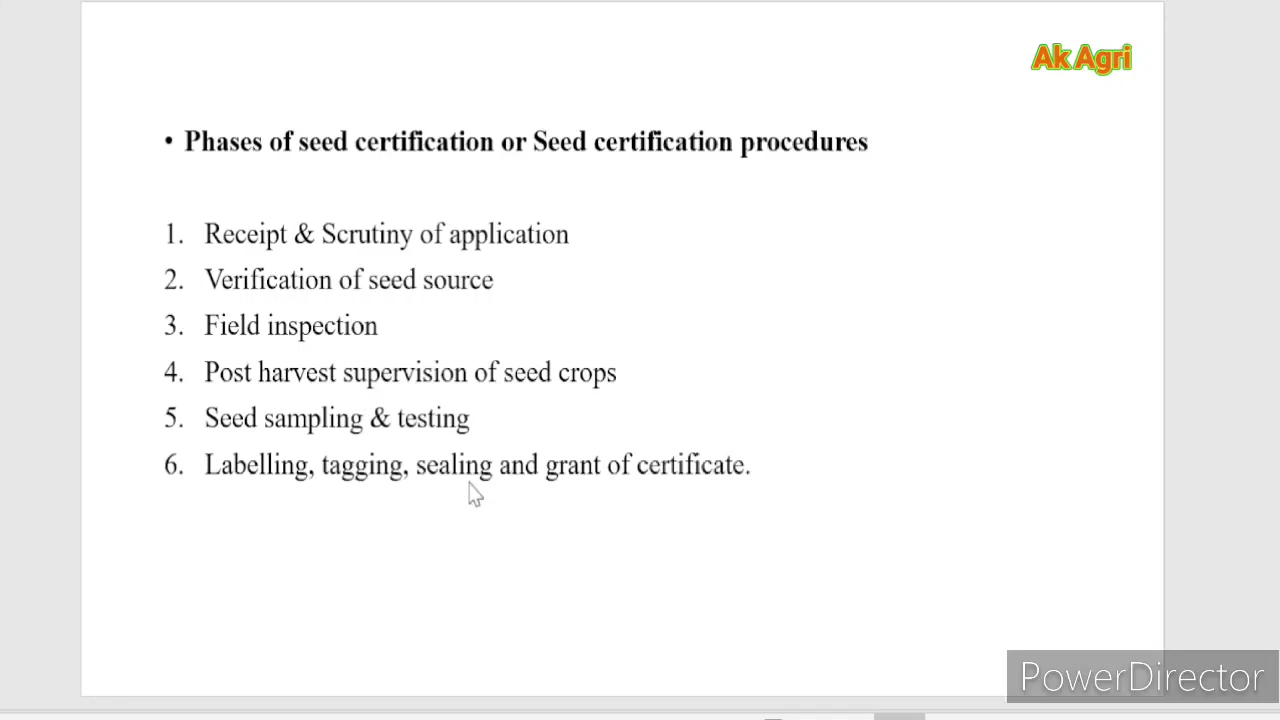 Ak Agri
• Phases of seed certification or Seed certification procedures
1. Receipt & Scrutiny of application
2. Verification of seed source
3. Field inspection
4. Post harvest supervision of seed crops
5. Seed sampling & testing
6. Labelling, tagging, sealing and grant of certificate.
PowerDirector